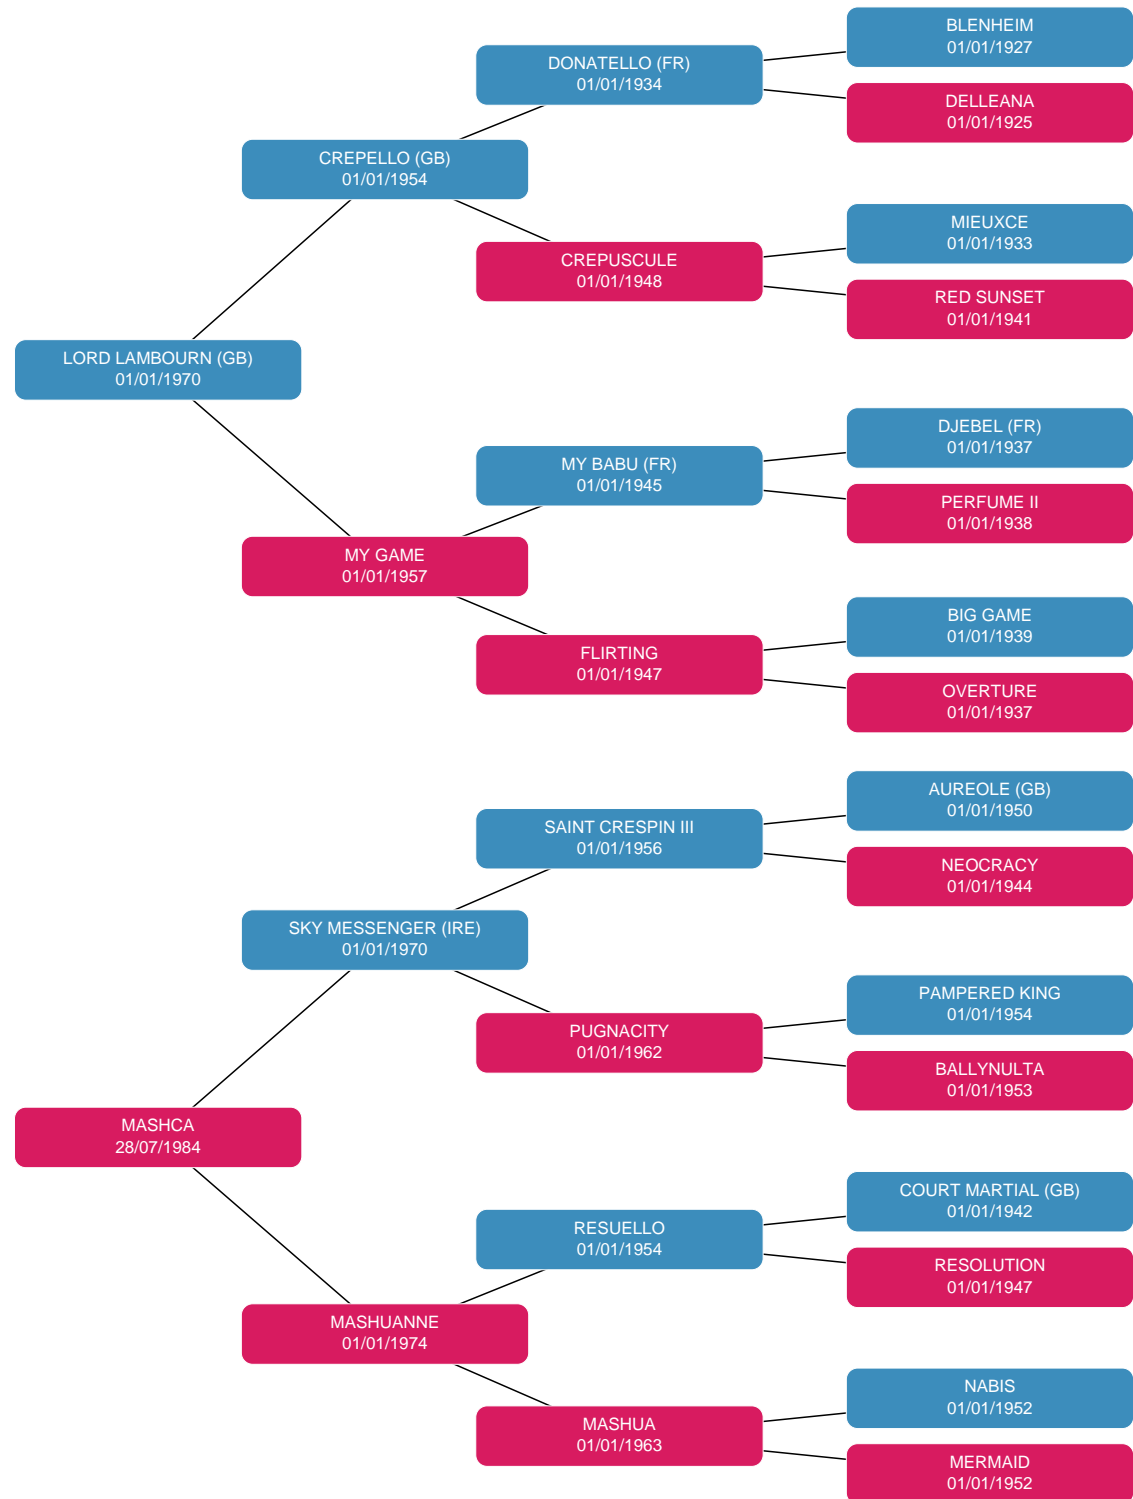 BLENHEIM
01/01/1927
DONATELLO (FR)
01/01/1934
DELLEANA
01/01/1925
CREPELLO (GB)
01/01/1954
MIEUXCE
01/01/1933
CREPUSCULE
01/01/1948
RED SUNSET
01/01/1941
LORD LAMBOURN (GB)
01/01/1970
DJEBEL (FR)
01/01/1937
MY BABU (FR)
01/01/1945
PERFUME II
01/01/1938
MY GAME
01/01/1957
BIG GAME
01/01/1939
FLIRTING
01/01/1947
OVERTURE
01/01/1937
AUREOLE (GB)
01/01/1950
SAINT CRESPIN III
01/01/1956
NEOCRACY
01/01/1944
SKY MESSENGER (IRE)
01/01/1970
PAMPERED KING
01/01/1954
PUGNACITY
01/01/1962
BALLYNULTA
01/01/1953
MASHCA
28/07/1984
COURT MARTIAL (GB)
01/01/1942
RESUELLO
01/01/1954
RESOLUTION
01/01/1947
MASHUANNE
01/01/1974
NABIS
01/01/1952
MASHUA
01/01/1963
MERMAID
01/01/1952